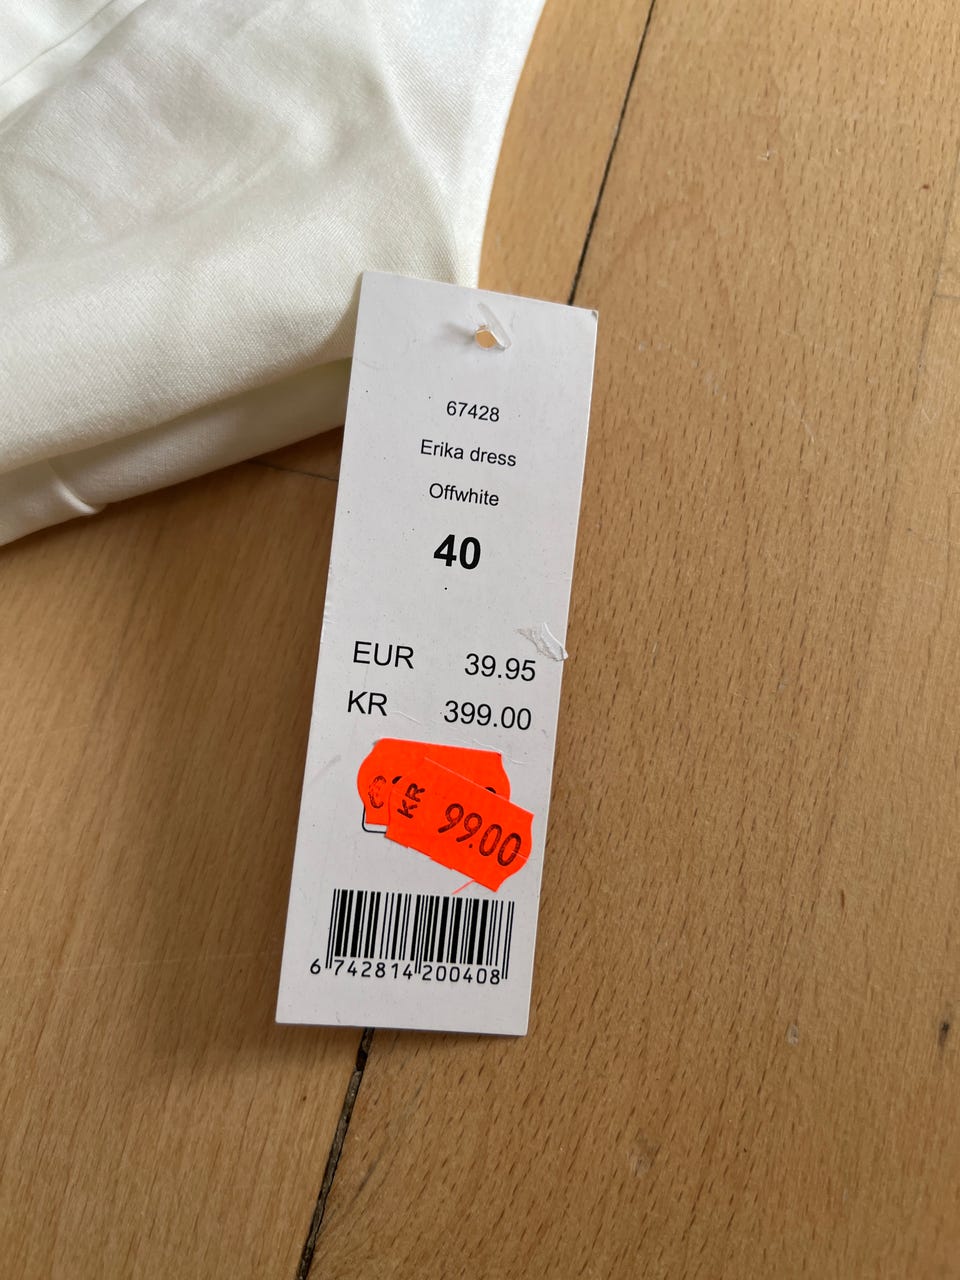 67428
Erika dress
Offwhite
40
EUR 39.95
KR 399.00
€
KR 99.00
6 742814 200408